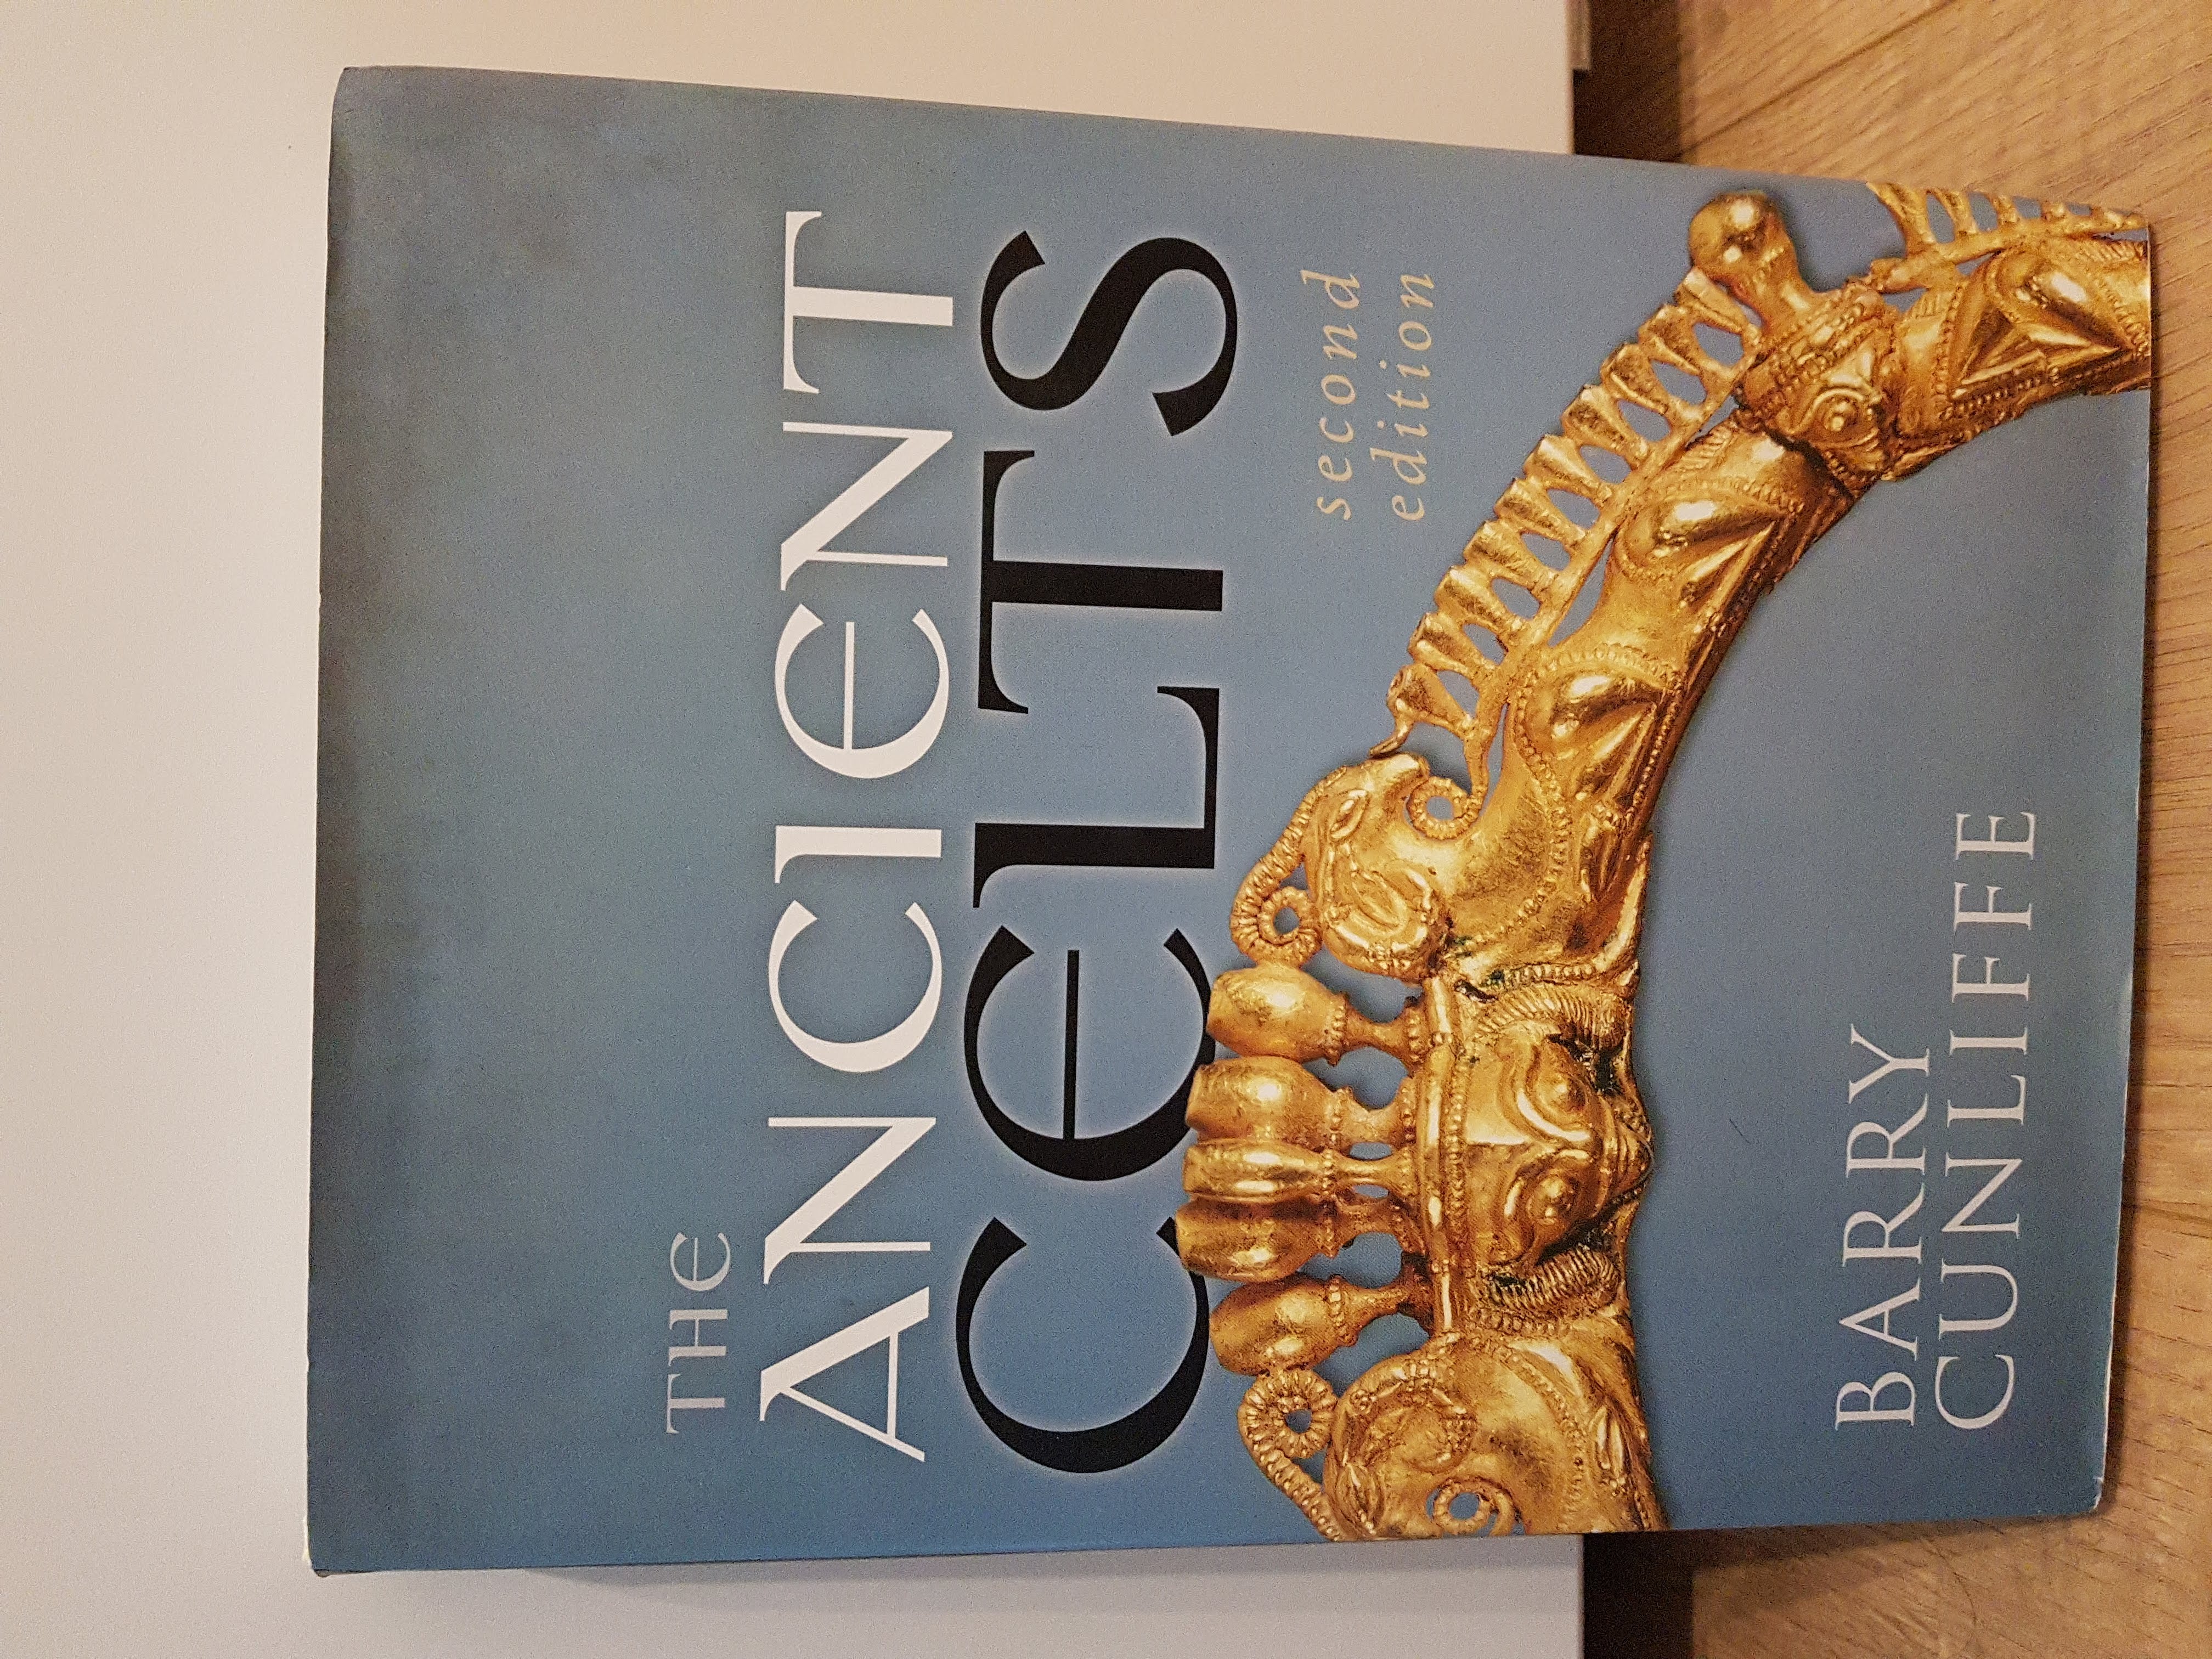 THE
ANCIENT
CELTS
second
edition
BARRY
CUNLIFFE